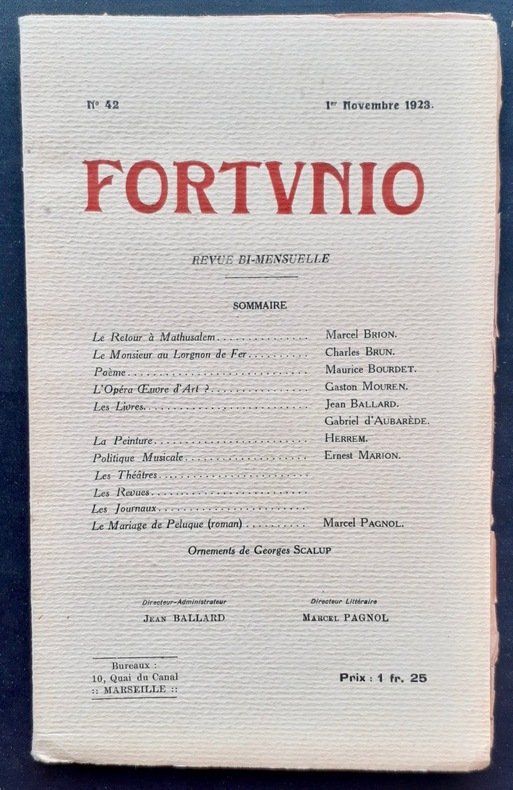 No 42 1er Novembre 1923.
FORTVNIO
REVUE BI-MENSUELLE
SOMMAIRE
Le Retour à Mathusalem............... Marcel BRION.
Le Monsieur au Lorgnon de Fer.......... Charles BRUN.
Poème.............................. Maurice BOURDET.
L'Opéra Œuvre d'Art ?................ Gaston MOUREN.
Les Livres........................... Jean BALLARD.
Gabriel d'AUBARÈDE.
La Peinture.......................... HERREM.
Politique Musicale.................... Ernest MARION.
Les Théâtres.........................
Les Revues..........................
Les Journaux.........................
Le Mariage de Peluque (roman) .......... Marcel PAGNOL.
Ornements de Georges SCALUP
Directeur-Administrateur Directeur Littéraire
JEAN BALLARD MARCEL PAGNOL
Bureaux :
10, Quai du Canal
:: MARSEILLE ::
Prix : 1 fr. 25